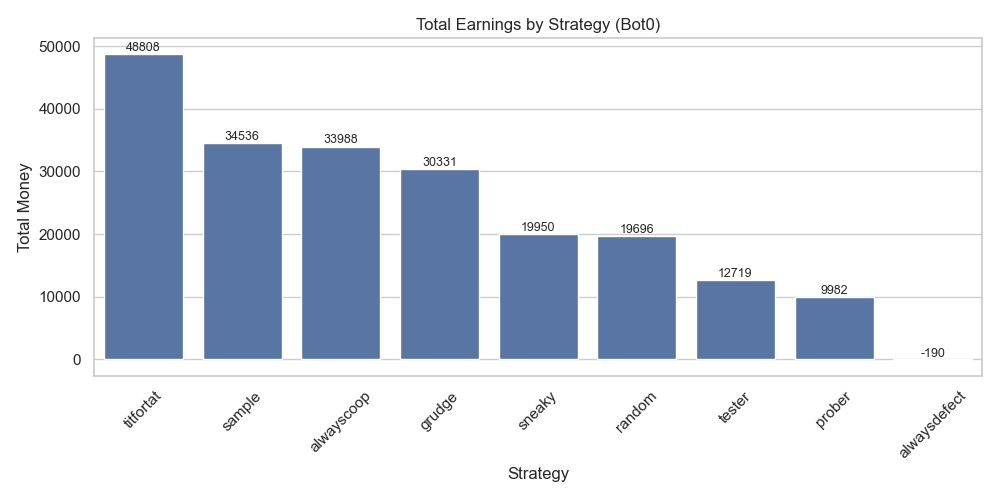 Total Earnings by Strategy (Bot0)
Total Money
50000
40000
30000
20000
10000
0
48808
34536
33988
30331
19950
19696
12719
9982
-190
titfortat
sample
alwayscoop
grudge
sneaky
random
tester
prober
alwaysdefect
Strategy